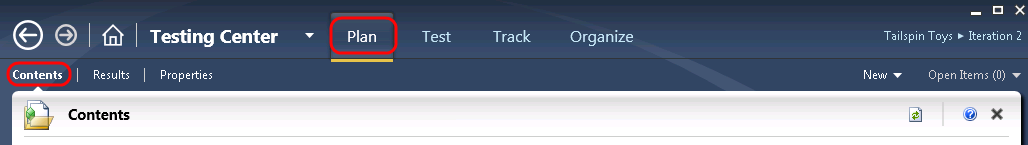 Testing Center Plan Test Track Organize Tailspin Toys ▸ Iteration 2
Contents | Results | Properties New Open Items (0)
Contents